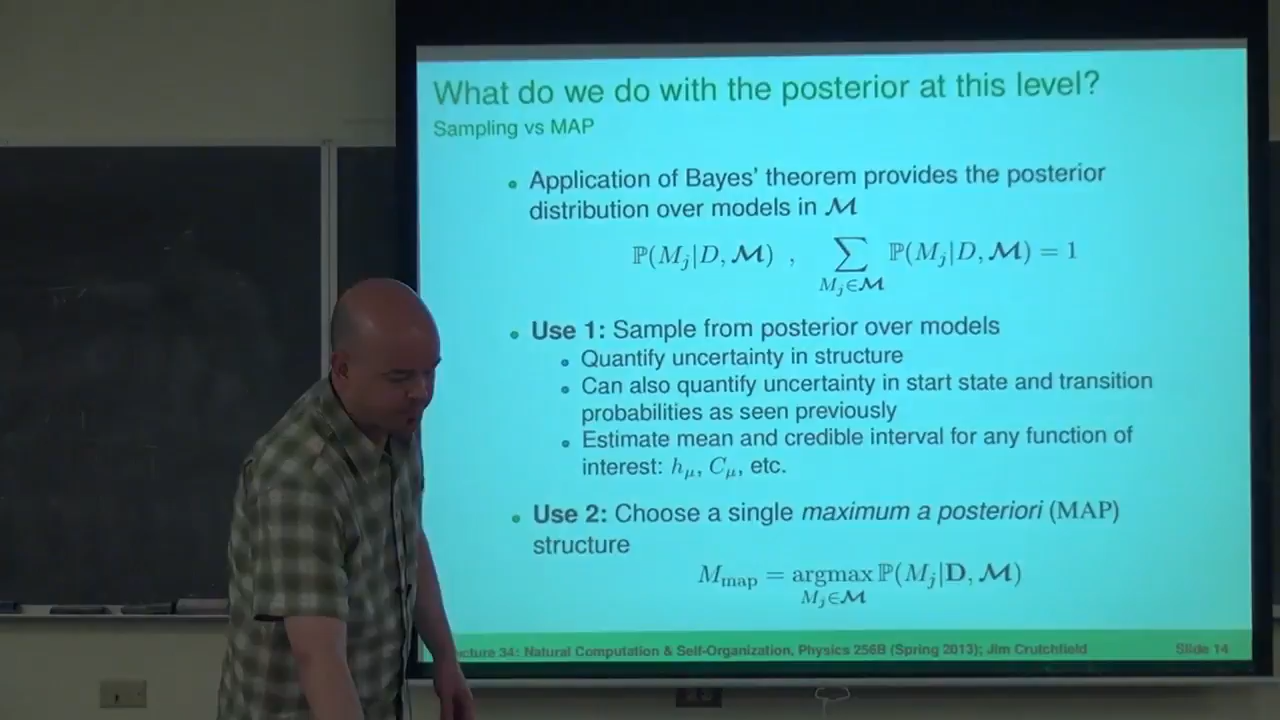 What do we do with the posterior at this level?
Sampling vs MAP
• Application of Bayes' theorem provides the posterior
distribution over models in ℳ
ℙ(M_j|D, ℳ) , ∑_{M_j∈ℳ} ℙ(M_j|D, ℳ) = 1
• Use 1: Sample from posterior over models
• Quantify uncertainty in structure
• Can also quantify uncertainty in start state and transition
probabilities as seen previously
• Estimate mean and credible interval for any function of
interest: h_μ, C_μ, etc.
• Use 2: Choose a single maximum a posteriori (MAP)
structure
M_map = argmax_{M_j∈ℳ} ℙ(M_j|D, ℳ)
cture 34: Natural Computation & Self-Organization, Physics 256B (Spring 2013); Jim Crutchfield Slide 14